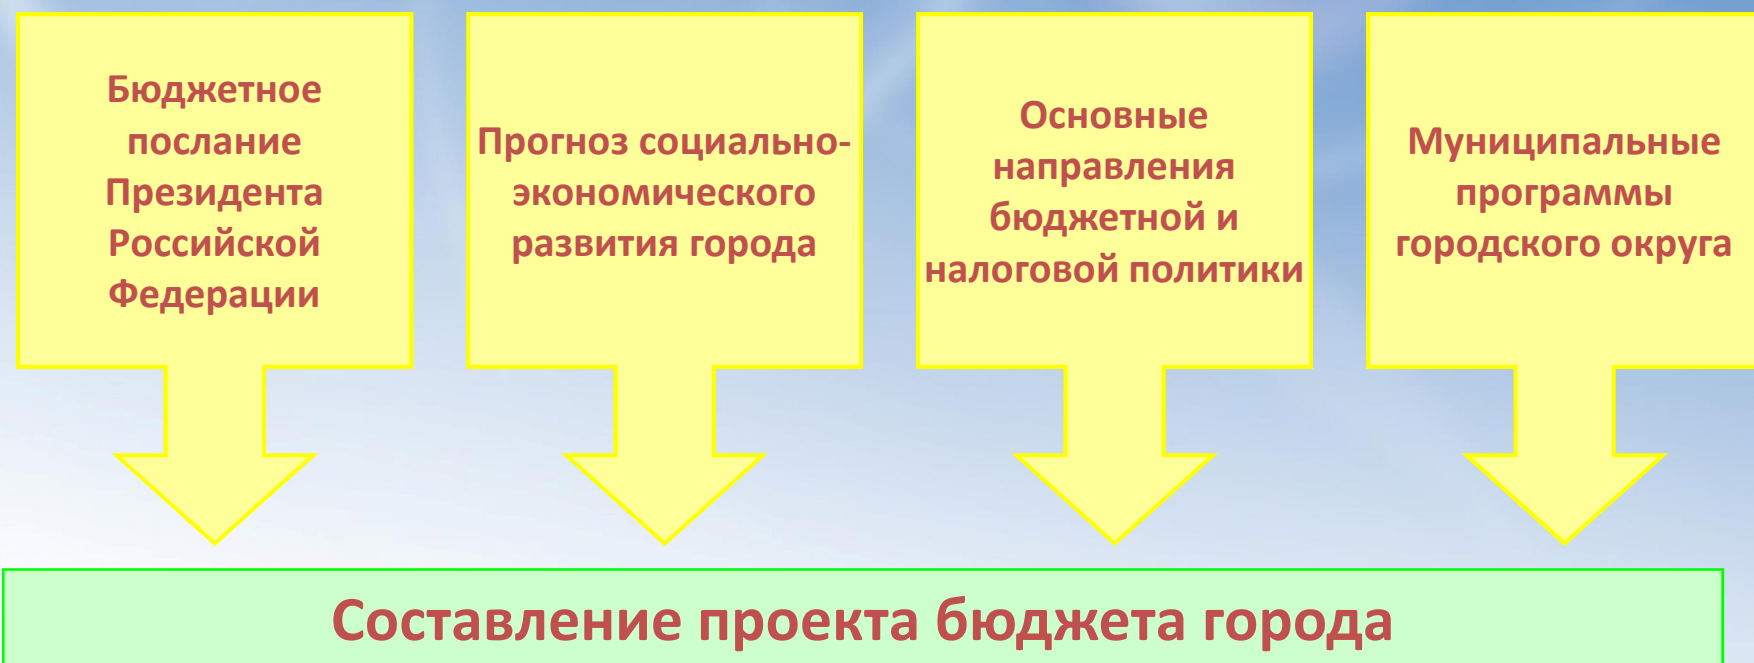 Бюджетное
послание
Президента
Российской
Федерации
Прогноз социально-
экономического
развития города
Основные
направления
бюджетной и
налоговой политики
Муниципальные
программы
городского округа
Составление проекта бюджета города